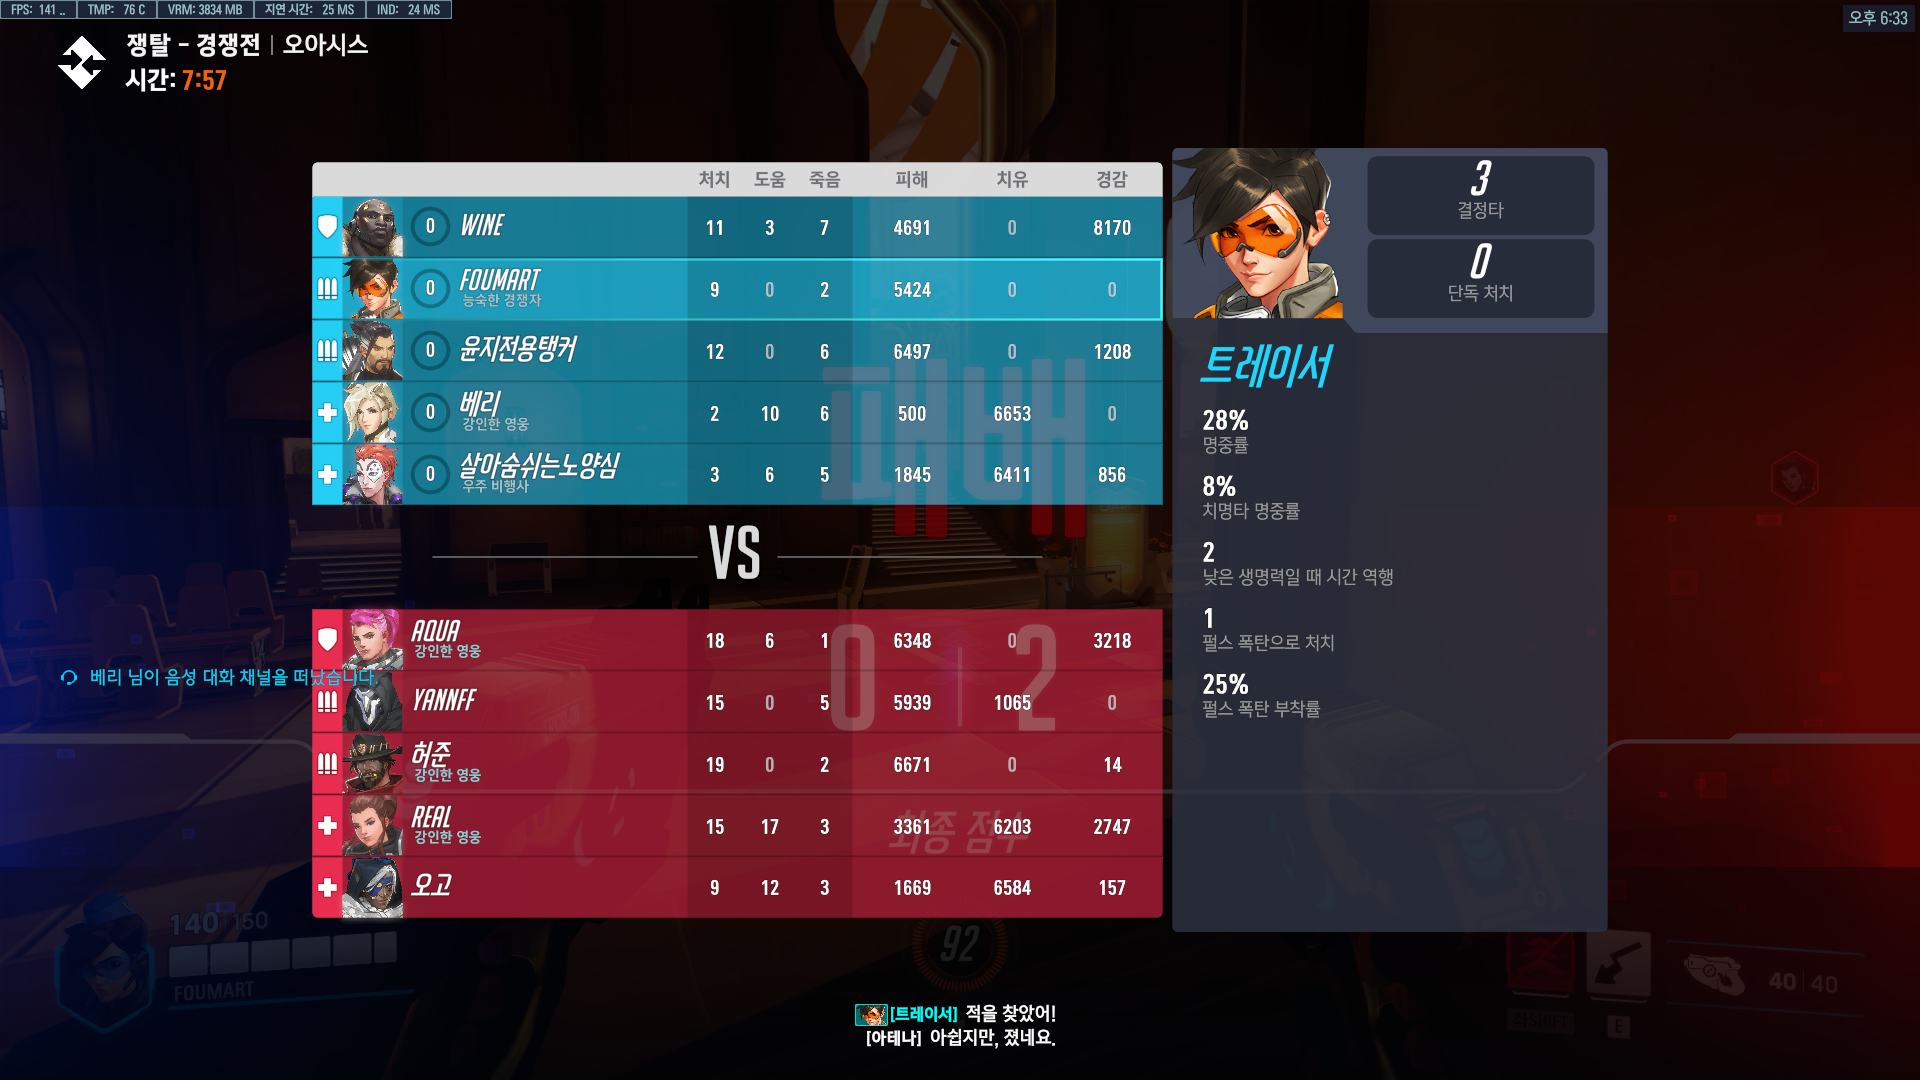 FPS: 141 ..
TMP: 76 C
VRM: 3834 MB
지연 시간: 25 MS
IND: 24 MS
오후 6:33
쟁탈 - 경쟁전 | 오아시스
시간: 7:57
처치 도움 죽음 피해 치유 경감
0 WINE 11 3 7 4691 0 8170
0 FOUMART 9 0 2 5424 0 0
능숙한 경쟁자
0 윤지전용탱커 12 0 6 6497 0 1208
0 베리 2 10 6 500 6653 0
강인한 영웅
0 살아숨쉬는노양심 3 6 5 1845 6411 856
우주 비행사
패배
VS
AQUA 18 6 1 6348 0 3218
강인한 영웅
YANNFF 15 0 5 5939 1065 0
허준 19 0 2 6671 0 14
강인한 영웅
REAL 15 17 3 3361 6203 2747
강인한 영웅
오고 9 12 3 1669 6584 157
0 | 2
최종 점수
베리 님이 음성 대화 채널을 떠났습니다.
3
결정타
0
단독 처치
트레이서
28%
명중률
8%
치명타 명중률
2
낮은 생명력일 때 시간 역행
1
펄스 폭탄으로 처치
25%
펄스 폭탄 부착률
140 150
FOUMART
92
40 | 40
E
[트레이서] 적을 찾았어!
[아테나] 아쉽지만, 졌네요.